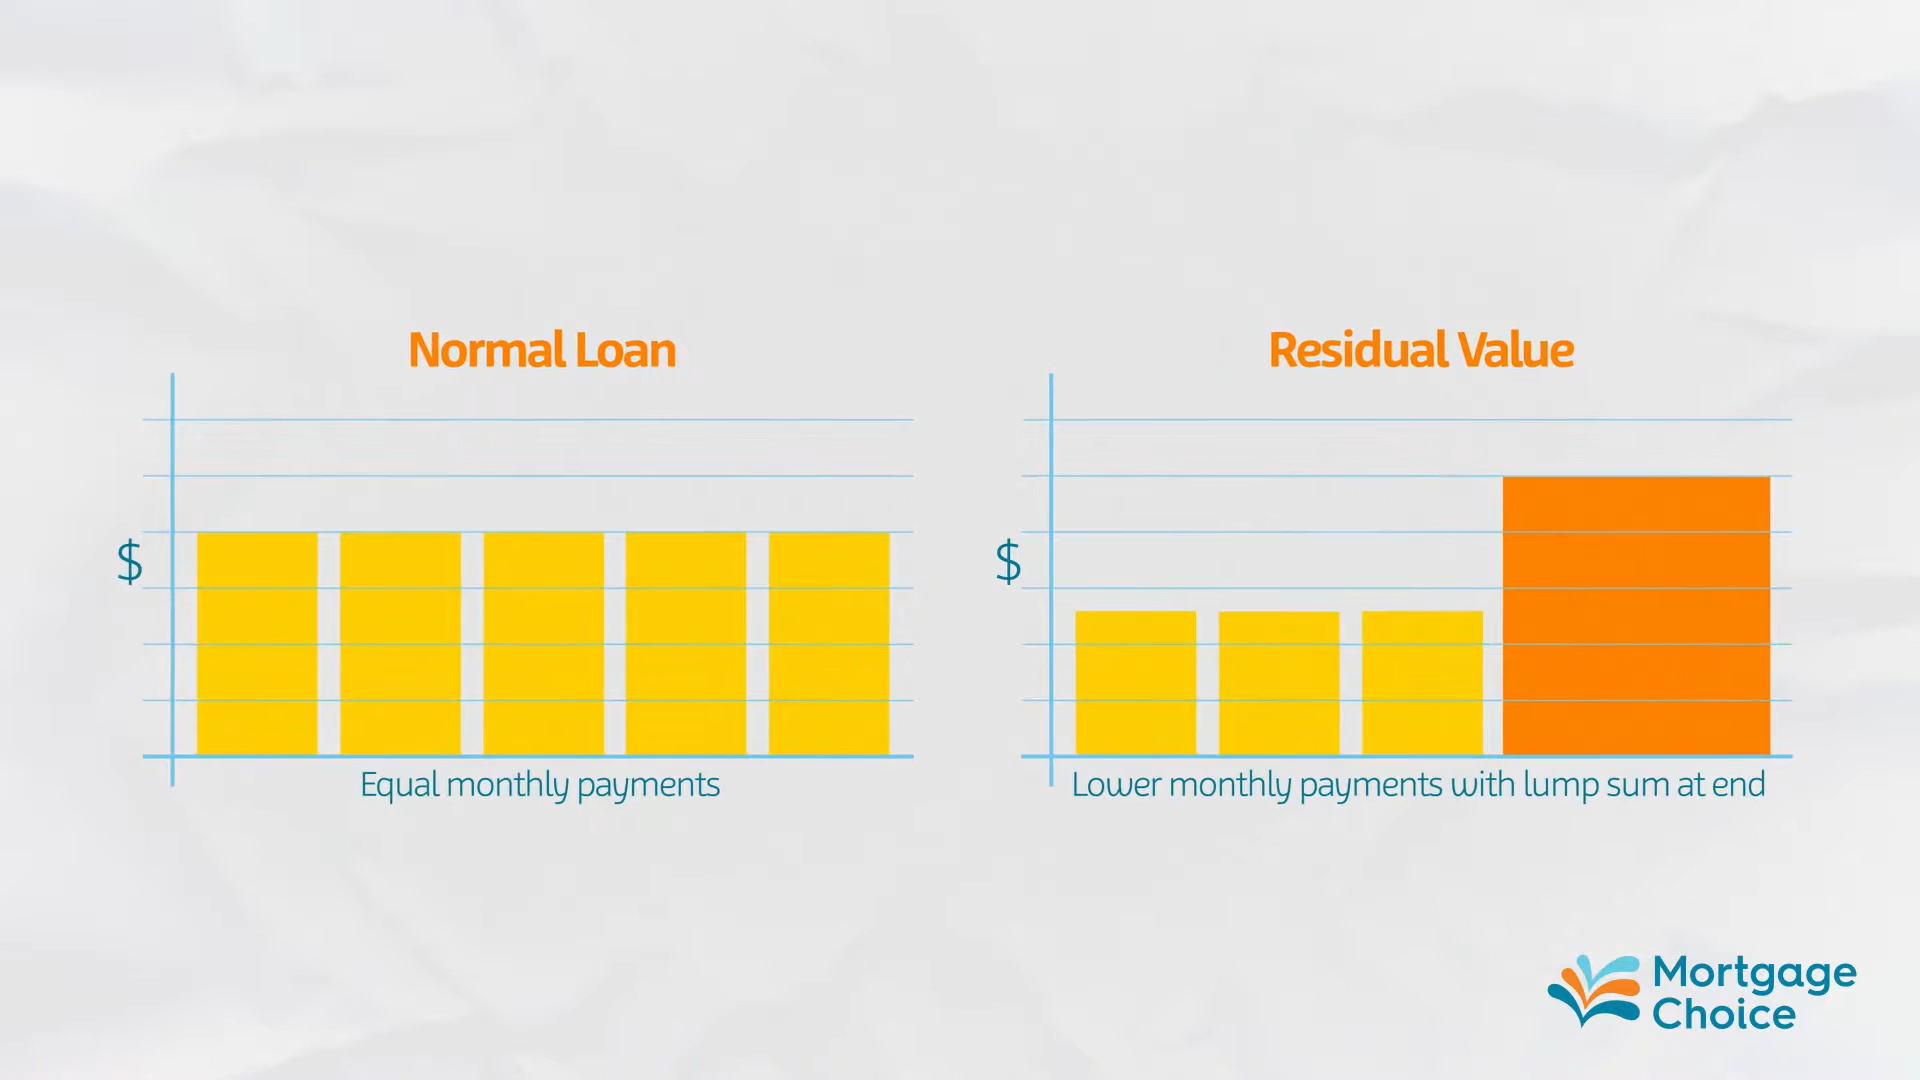 Normal Loan
$
Equal monthly payments
Residual Value
$
Lower monthly payments with lump sum at end
Mortgage
Choice